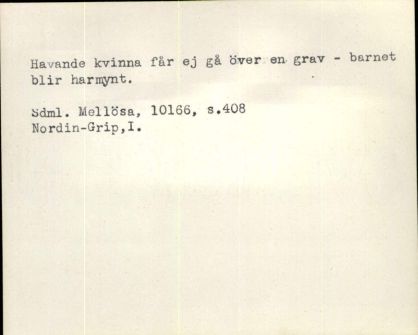 Havande kvinna får ej gå över en grav - barnet
blir harmynt.
Sdml. Mellösa, 10166, s.408
Nordin-Grip,I.